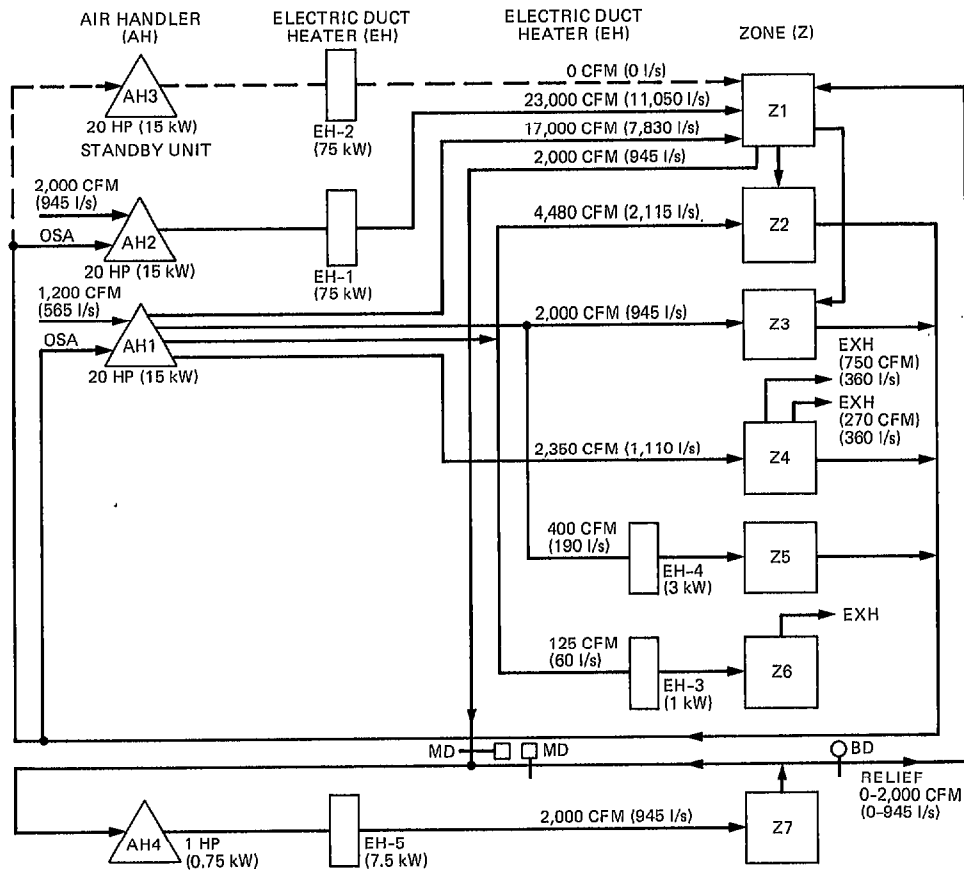 AIR HANDLER
(AH)
ELECTRIC DUCT
HEATER (EH)
ELECTRIC DUCT
HEATER (EH)
ZONE (Z)
AH3
20 HP (15 kW)
STANDBY UNIT
EH-2
(75 kW)
0 CFM (0 l/s)
23,000 CFM (11,050 l/s)
17,000 CFM (7,830 l/s)
2,000 CFM (945 l/s)
Z1
2,000 CFM
(945 l/s)
OSA
AH2
20 HP (15 kW)
EH-1
(75 kW)
4,480 CFM (2,115 l/s)
Z2
1,200 CFM
(565 l/s)
OSA
AH1
20 HP (15 kW)
2,000 CFM (945 l/s)
Z3
EXH
(750 CFM)
(360 l/s)
EXH
(270 CFM)
(360 l/s)
2,350 CFM (1,110 l/s)
Z4
400 CFM
(190 l/s)
EH-4
(3 kW)
Z5
125 CFM
(60 l/s)
EH-3
(1 kW)
Z6
EXH
MD
MD
BD
RELIEF
0-2,000 CFM
(0-945 l/s)
AH4
1 HP
(0.75 kW)
EH-5
(7.5 kW)
2,000 CFM (945 l/s)
Z7